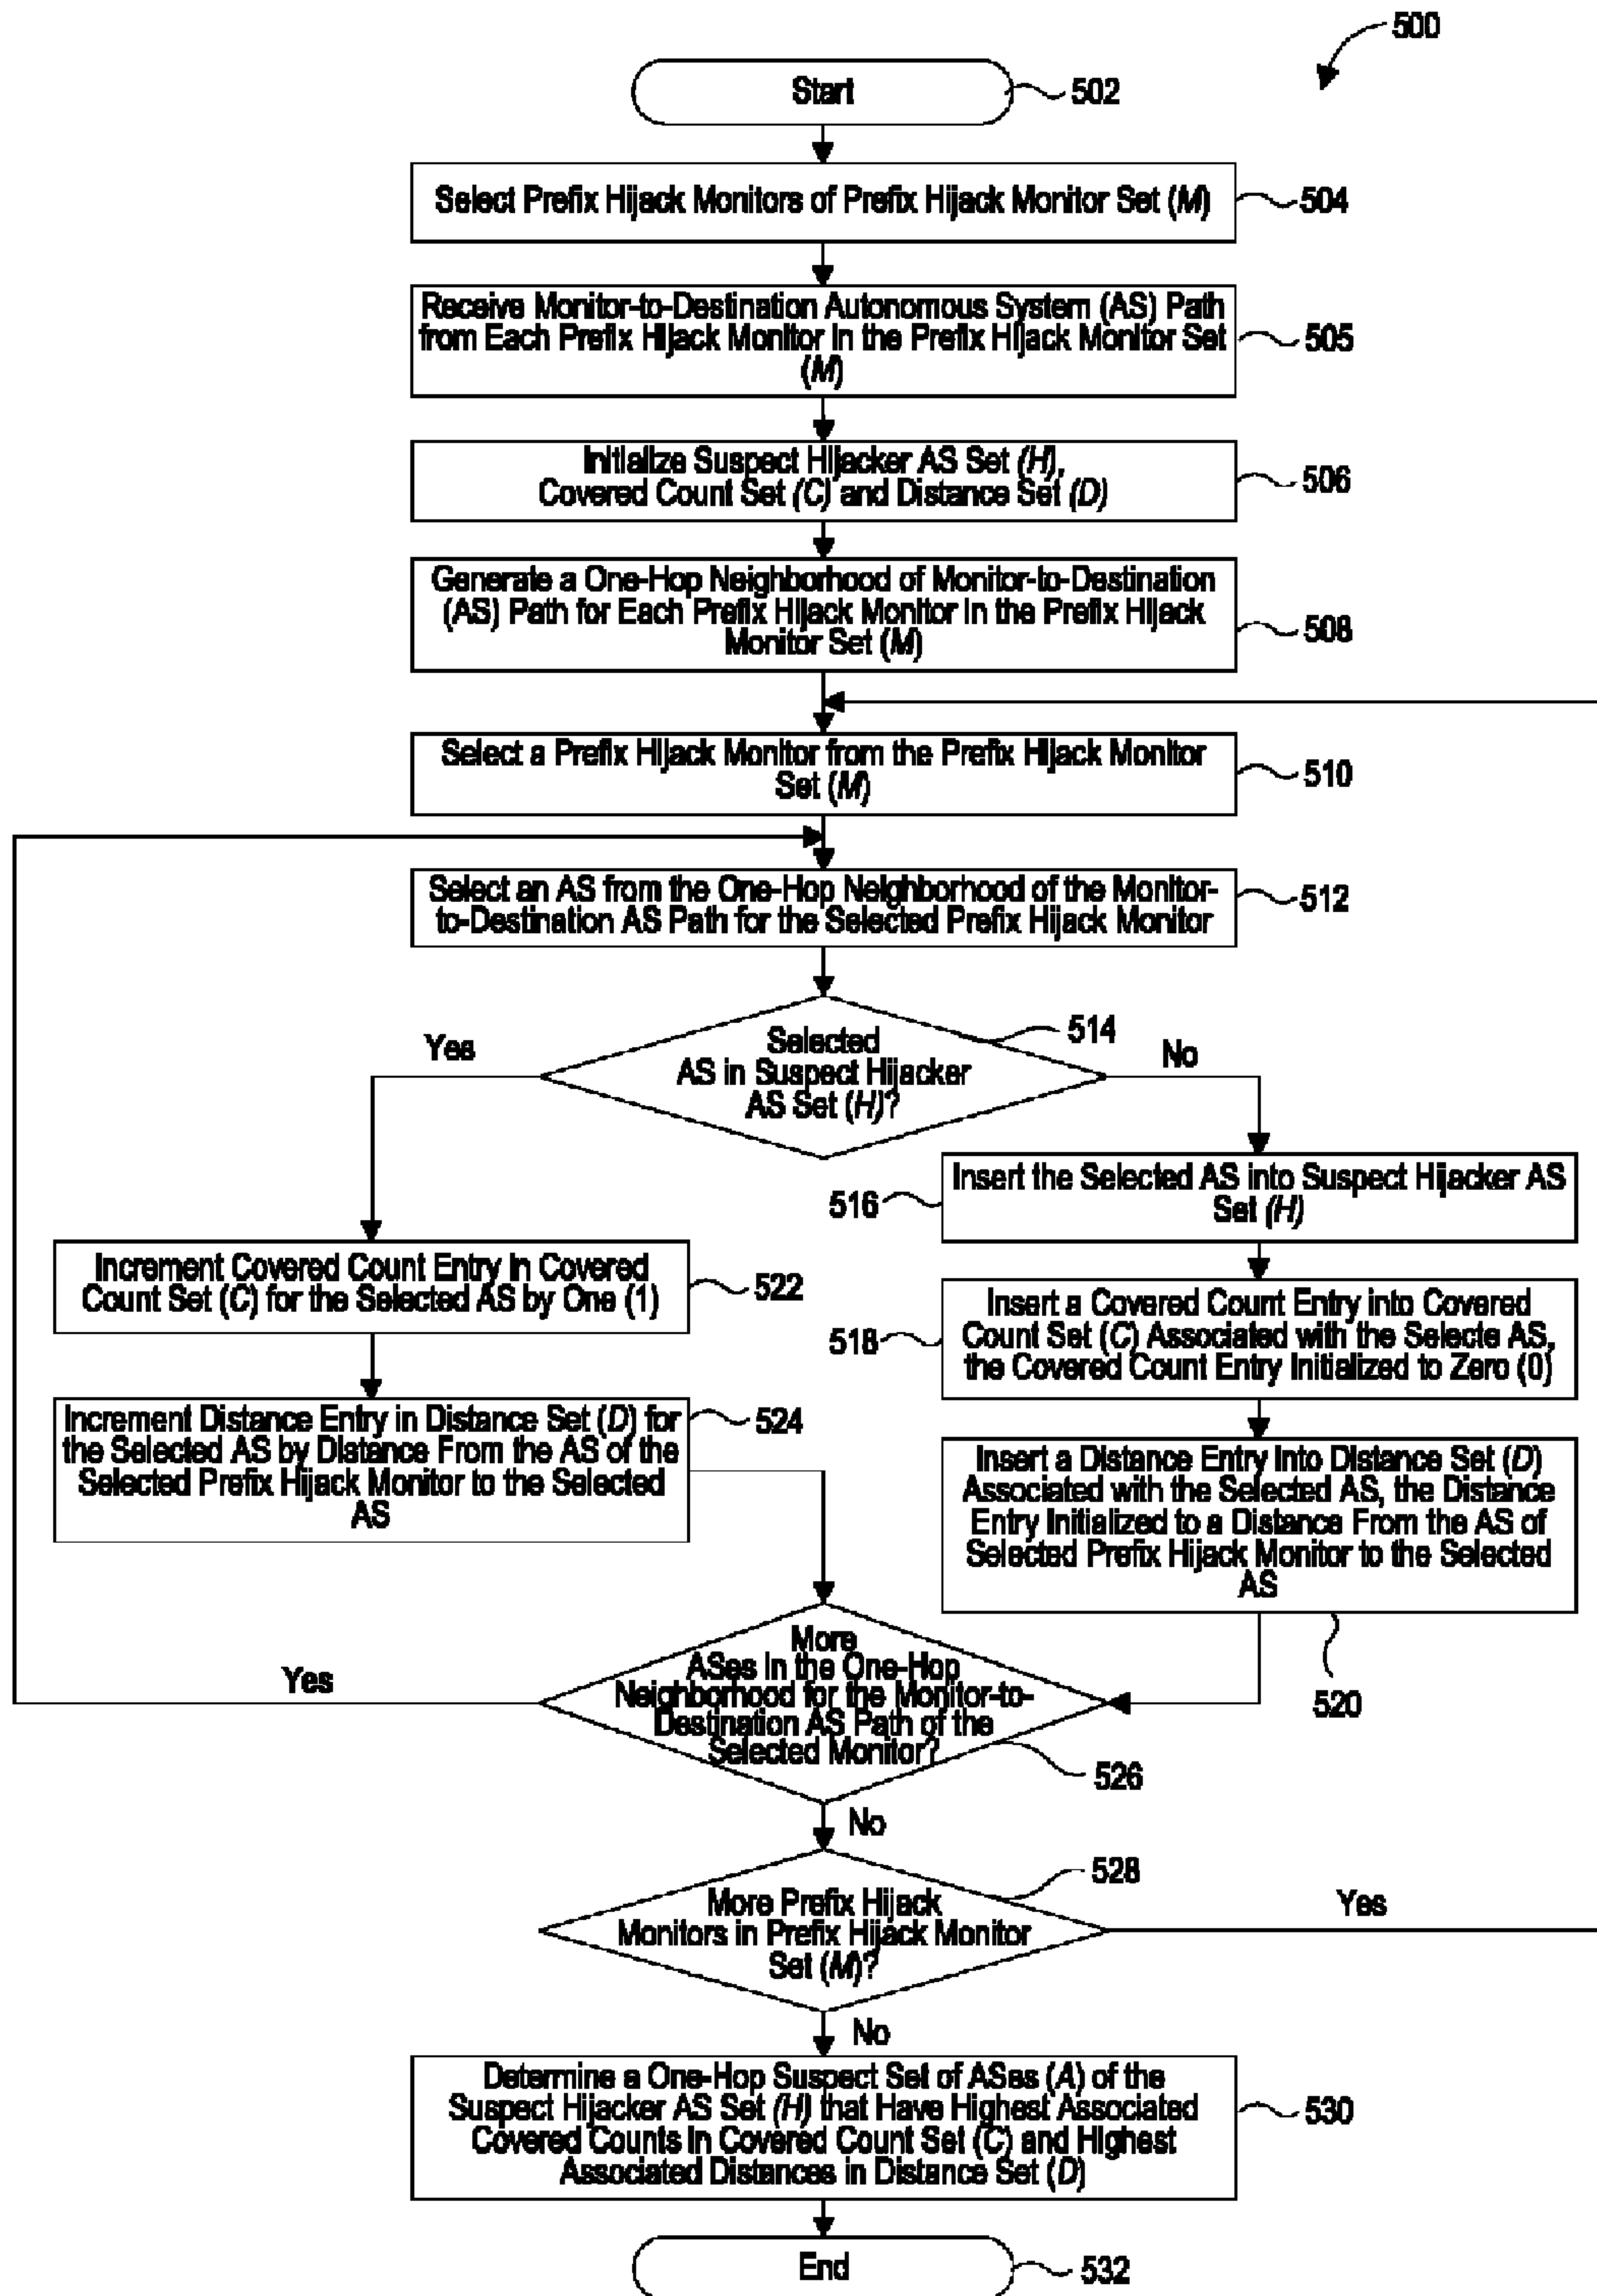 500
Start
502
Select Prefix Hijack Monitors of Prefix Hijack Monitor Set (M)
504
Receive Monitor-to-Destination Autonomous System (AS) Path
from Each Prefix Hijack Monitor in the Prefix Hijack Monitor Set
(M)
505
Initialize Suspect Hijacker AS Set (H),
Covered Count Set (C) and Distance Set (D)
506
Generate a One-Hop Neighborhood of Monitor-to-Destination
(AS) Path for Each Prefix Hijack Monitor in the Prefix Hijack
Monitor Set (M)
508
Select a Prefix Hijack Monitor from the Prefix Hijack Monitor
Set (M)
510
Select an AS from the One-Hop Neighborhood of the Monitor-
to-Destination AS Path for the Selected Prefix Hijack Monitor
512
Selected
AS in Suspect Hijacker
AS Set (H)?
514
Yes
No
Insert the Selected AS into Suspect Hijacker AS
Set (H)
516
Increment Covered Count Entry in Covered
Count Set (C) for the Selected AS by One (1)
522
Insert a Covered Count Entry into Covered
Count Set (C) Associated with the Selecte AS,
the Covered Count Entry Initialized to Zero (0)
518
Increment Distance Entry in Distance Set (D) for
the Selected AS by Distance From the AS of the
Selected Prefix Hijack Monitor to the Selected
AS
524
Insert a Distance Entry Into Distance Set (D)
Associated with the Selected AS, the Distance
Entry Initialized to a Distance From the AS of
Selected Prefix Hijack Monitor to the Selected
AS
520
More
ASes in the One-Hop
Neighborhood for the Monitor-to-
Destination AS Path of the
Selected Monitor?
526
Yes
No
More Prefix Hijack
Monitors in Prefix Hijack Monitor
Set (M)?
528
Yes
No
Determine a One-Hop Suspect Set of ASes (A) of the
Suspect Hijacker AS Set (H) that Have Highest Associated
Covered Counts in Covered Count Set (C) and Highest
Associated Distances in Distance Set (D)
530
End
532